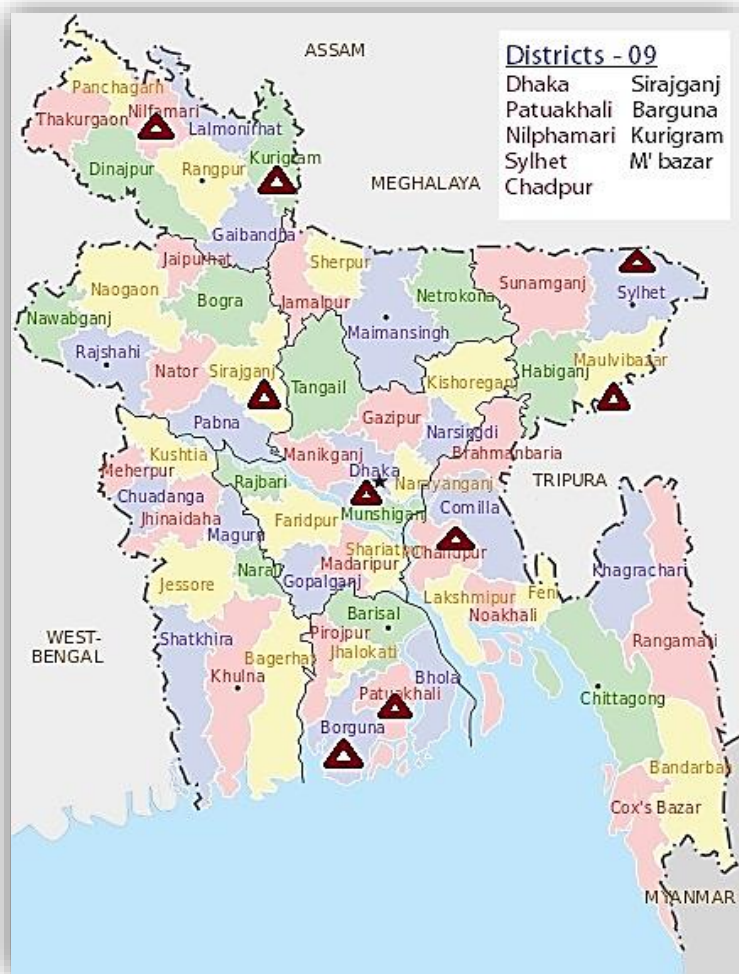 ASSAM
Districts - 09
Dhaka Sirajganj
Patuakhali Barguna
Nilphamari Kurigram
Sylhet M' bazar
Chadpur
Panchagarh
Thakurgaon
Nilfamari
Lalmonirhat
Dinajpur
Rangpur
Kurigram
MEGHALAYA
Gaibandha
Jaipurhat
Sherpur
Naogaon
Bogra
Jamalpur
Netrokona
Sunamganj
Sylhet
Nawabganj
Maimansingh
Rajshahi
Nator
Sirajganj
Tangail
Kishoreganj
Habiganj
Maulvibazar
Pabna
Gazipur
Narsingdi
Kushtia
Manikganj
Brahmanbaria
Meherpur
Rajbari
Dhaka
Narayanganj
TRIPURA
Chuadanga
Munshiganj
Comilla
Jhinaidaha
Faridpur
Maguru
Shariatpur
Chandpur
Madaripur
Jessore
Narail
Gopalganj
Khagrachari
Lakshmipur
Feni
Noakhali
Barisal
WEST-
BENGAL
Shatkhira
Pirojpur
Rangamati
Jhalokati
Bagerhat
Khulna
Bhola
Patuakhali
Chittagong
Borguna
Bandarban
Cox's Bazar
MYANMAR